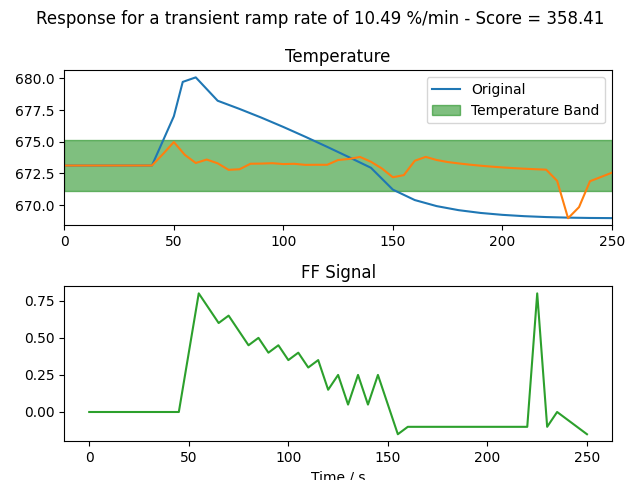 Response for a transient ramp rate of 10.49 %/min - Score = 358.41
Temperature
680.0
677.5
675.0
672.5
670.0
Original
Temperature Band
0 50 100 150 200 250
FF Signal
0.75
0.50
0.25
0.00
0 50 100 150 200 250
Time / s